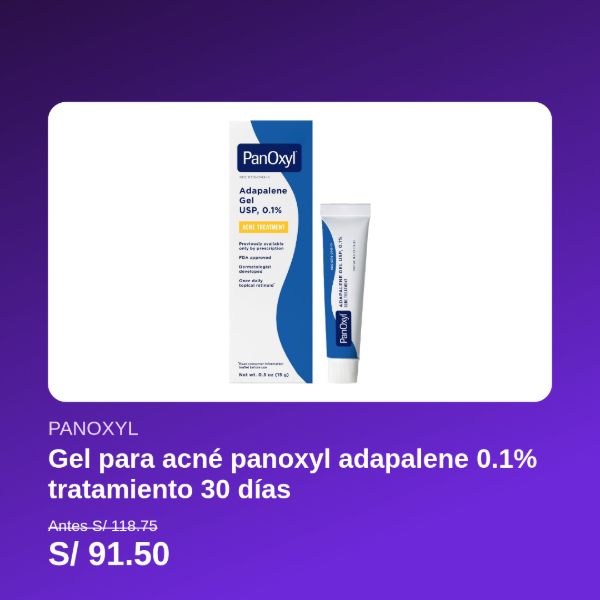 PanOxyl
Adapalene
Gel
USP, 0.1%
ACNE TREATMENT
Previously available
only by prescription
FDA approved
Dermatologist
developed
Once daily
topical retinoid
Net wt. 0.5 oz (15 g)
PanOxyl
ADAPALENE GEL USP, 0.1%
ACNE TREATMENT
PANOXYL
Gel para acné panoxyl adapalene 0.1%
tratamiento 30 días
Antes S/ 118.75
S/ 91.50